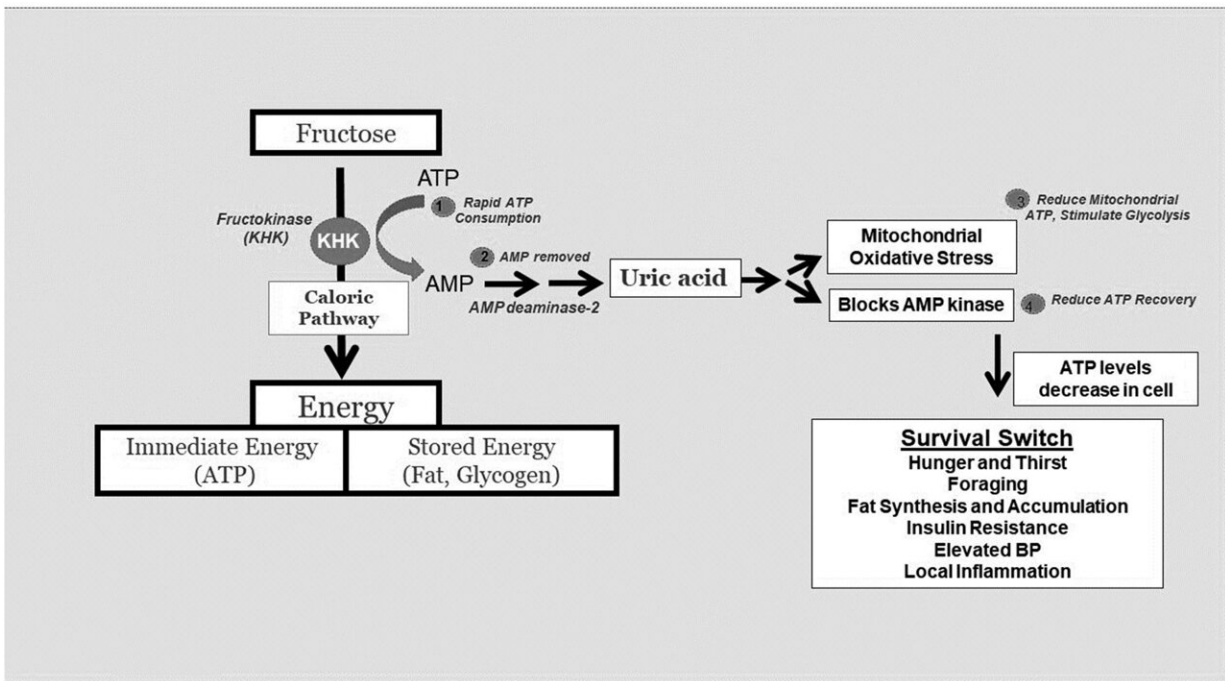 Fructose
Fructokinase
(KHK)
KHK
ATP
1
Rapid ATP
Consumption
AMP
2
AMP removed
AMP deaminase-2
Caloric
Pathway
Energy
Immediate Energy
(ATP)
Stored Energy
(Fat, Glycogen)
Uric acid
3
Reduce Mitochondrial
ATP, Stimulate Glycolysis
Mitochondrial
Oxidative Stress
Blocks AMP kinase
4
Reduce ATP Recovery
ATP levels
decrease in cell
Survival Switch
Hunger and Thirst
Foraging
Fat Synthesis and Accumulation
Insulin Resistance
Elevated BP
Local Inflammation